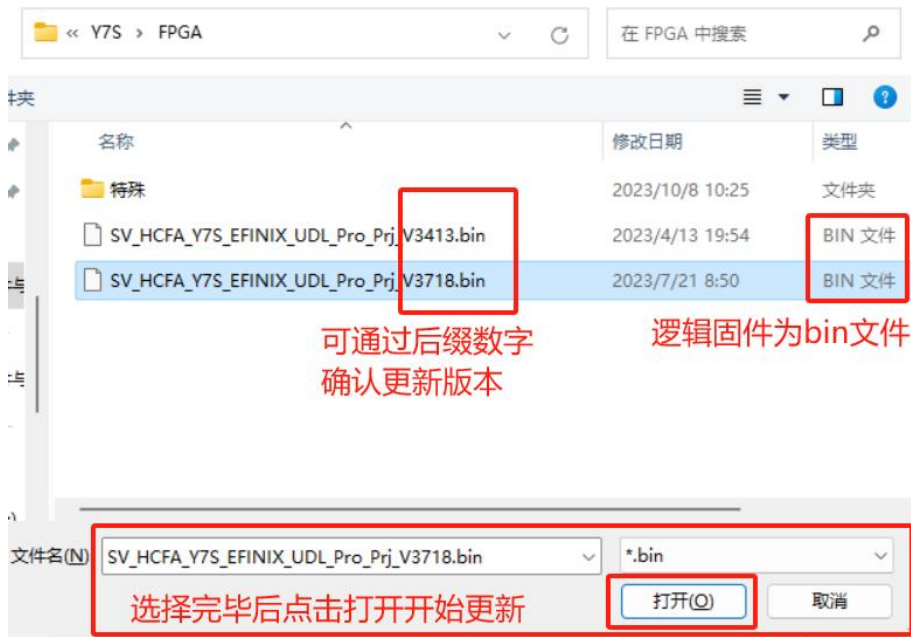 « Y7S › FPGA
在 FPGA 中搜索
件夹
名称 修改日期 类型
特殊 2023/10/8 10:25 文件夹
SV_HCFA_Y7S_EFINIX_UDL_Pro_Prj_V3413.bin 2023/4/13 19:54 BIN 文件
SV_HCFA_Y7S_EFINIX_UDL_Pro_Prj_V3718.bin 2023/7/21 8:50 BIN 文件
可通过后缀数字
确认更新版本
逻辑固件为bin文件
文件名(N) SV_HCFA_Y7S_EFINIX_UDL_Pro_Prj_V3718.bin *.bin
选择完毕后点击打开开始更新
打开(O) 取消